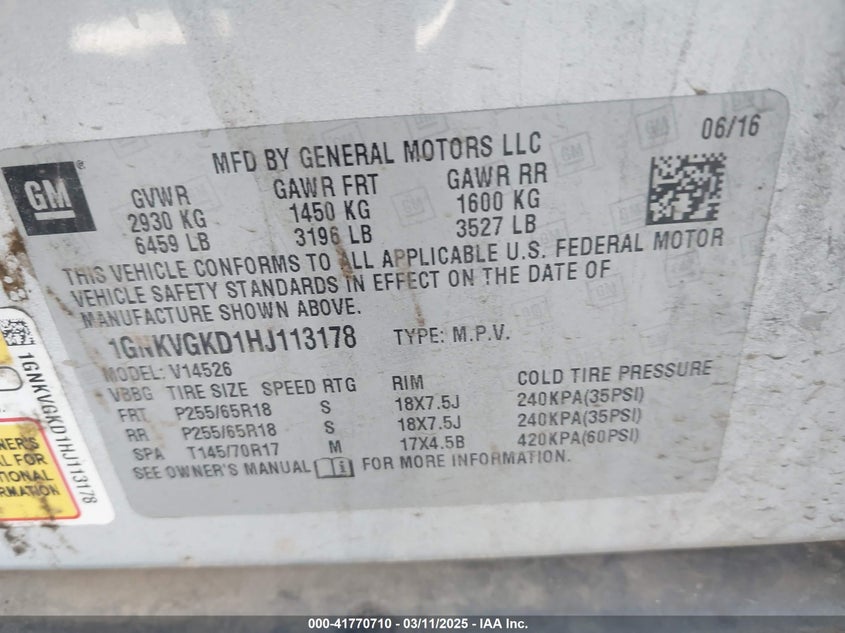 06/16
MFD BY GENERAL MOTORS LLC
GM
GVWR GAWR FRT GAWR RR
2930 KG 1450 KG 1600 KG
6459 LB 3196 LB 3527 LB
THIS VEHICLE CONFORMS TO ALL APPLICABLE U.S. FEDERAL MOTOR
VEHICLE SAFETY STANDARDS IN EFFECT ON THE DATE OF
MANUFACTURE SHOWN ABOVE.
1GNKVGKD1HJ113178 TYPE: M.P.V.
MODEL: V14526
VBBG TIRE SIZE SPEED RTG RIM COLD TIRE PRESSURE
FRT P255/65R18 S 18X7.5J 240KPA(35PSI)
RR P255/65R18 S 18X7.5J 240KPA(35PSI)
SPA T145/70R17 M 17X4.5B 420KPA(60PSI)
SEE OWNER'S MANUAL FOR MORE INFORMATION.
1GNKVGKD1HJ113178
FOR
000-41770710 - 03/11/2025 - IAA Inc.